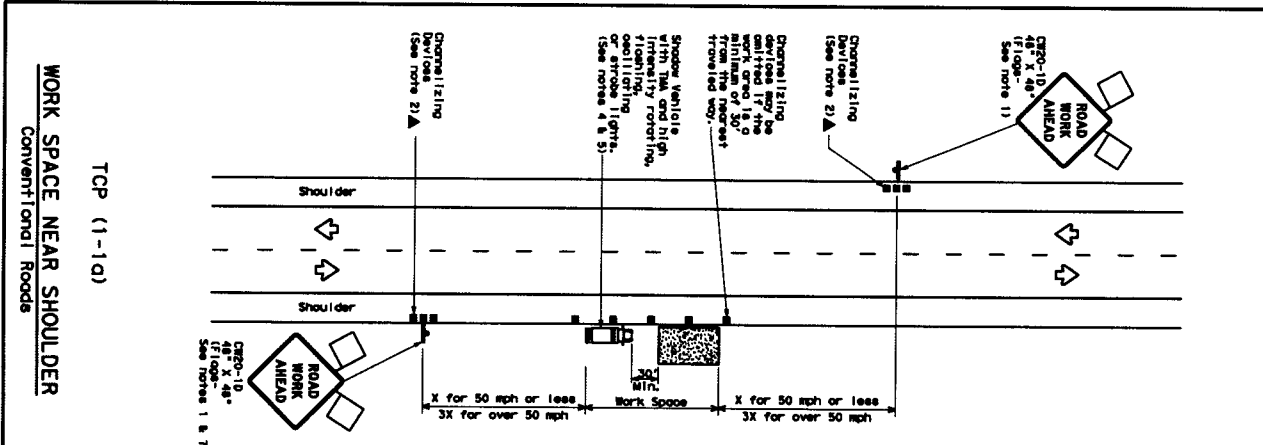 CW20-1D
48" X 48"
(Flags-
See note 1)
ROAD
WORK
AHEAD
Channelizing
Devices
(See note 2)▲
Channelizing
devices may be
omitted if the
work area is a
minimum of 30'
from the nearest
traveled way.
Shadow Vehicle
with TMA and high
intensity rotating,
flashing,
oscillating
or strobe lights.
(See notes 4 & 5)
Channelizing
Devices
(See note 2)▲
Shoulder
Shoulder
30'
Min.
X for 50 mph or less
3X for over 50 mph
Work Space
X for 50 mph or less
3X for over 50 mph
ROAD
WORK
AHEAD
CW20-1D
48" X 48"
(Flags-
See notes 1 & 7
TCP (1-1a)
WORK SPACE NEAR SHOULDER
Conventional Roads